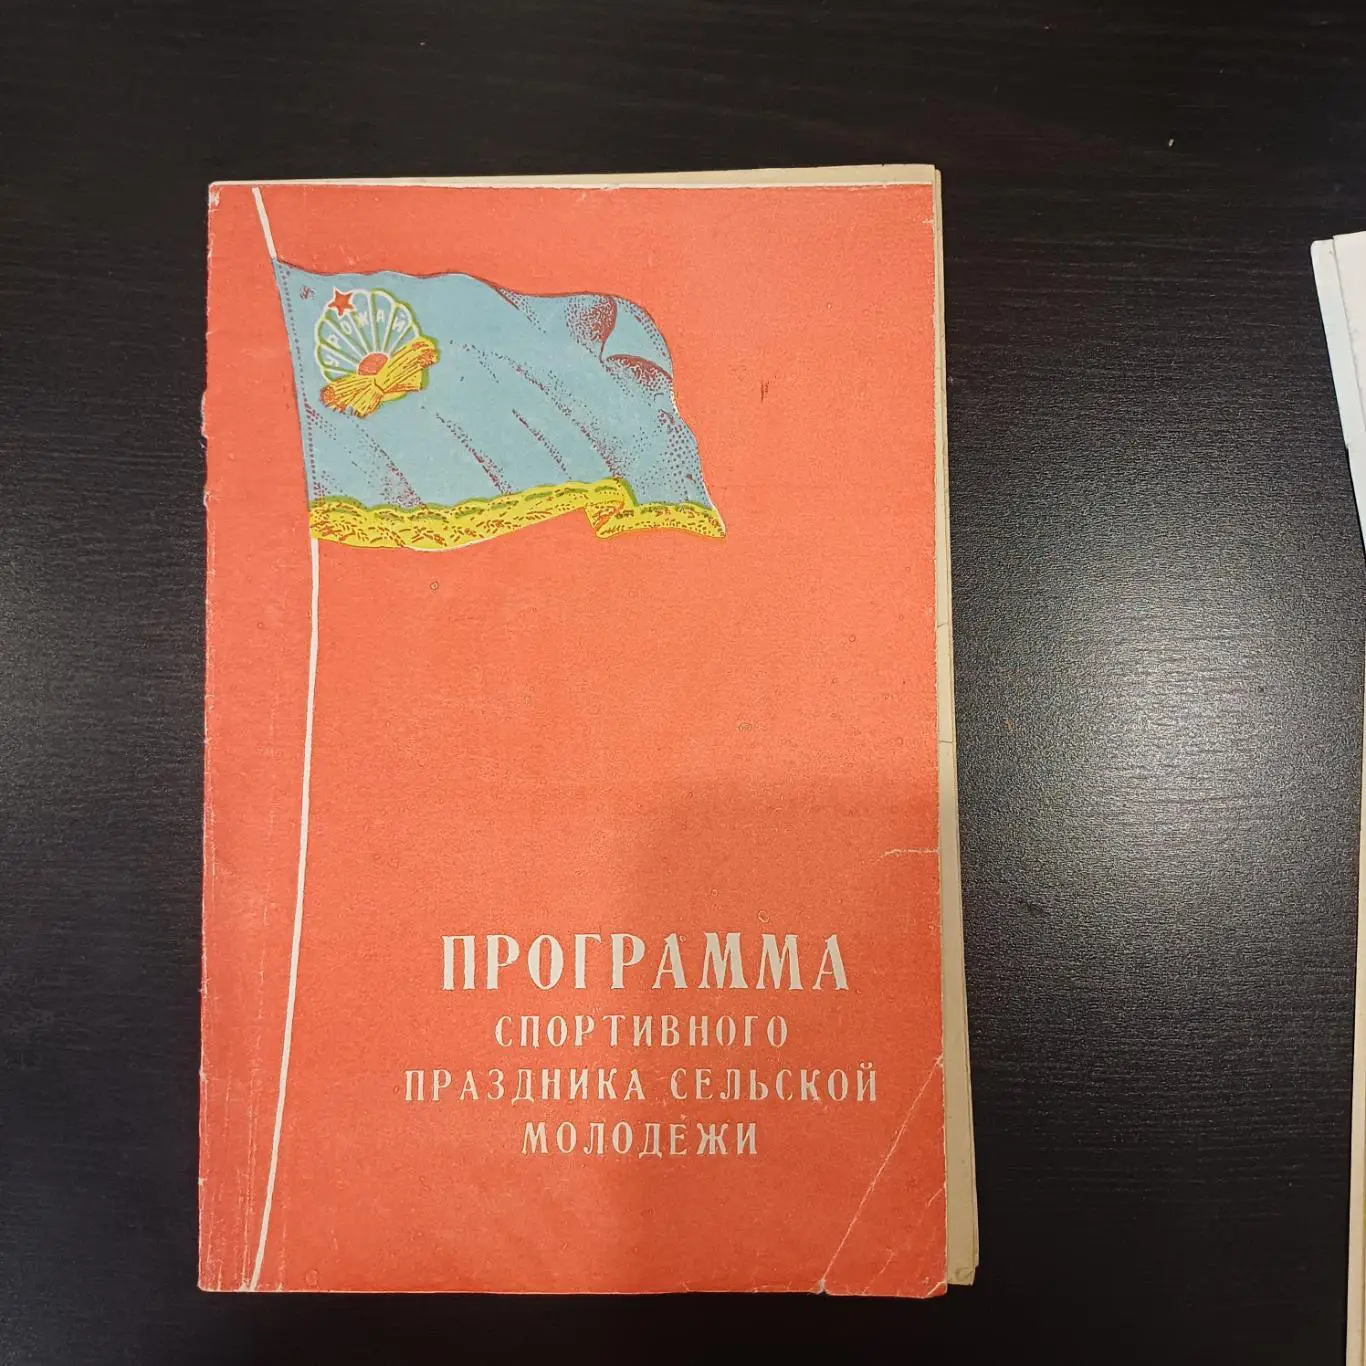 УРОЖАЙ
ПРОГРАММА
СПОРТИВНОГО
ПРАЗДНИКА СЕЛЬСКОЙ
МОЛОДЕЖИ